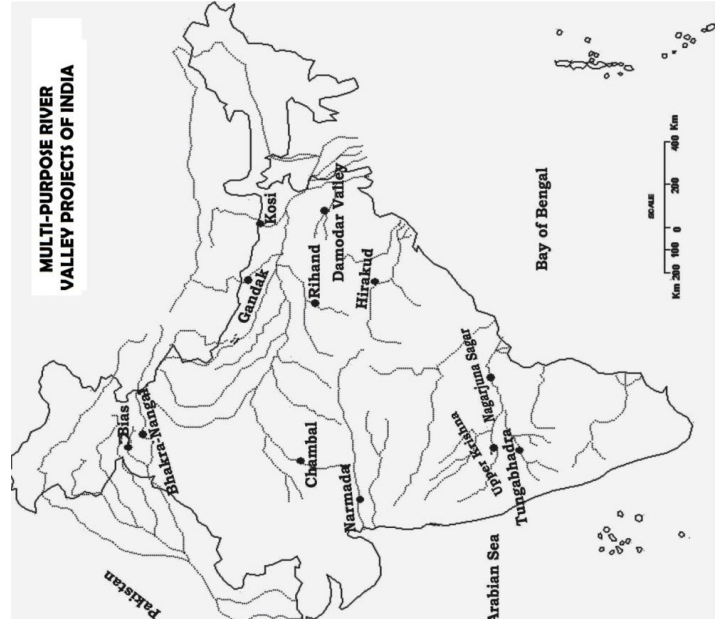 MULTI-PURPOSE RIVER
VALLEY PROJECTS OF INDIA
Bias
Bhakra-Nangal
Gandak
Kosi
Rihand
Damodar Valley
Hirakud
Chambal
Narmada
Nagarjuna Sagar
Upper Krishna
Tungabhadra
Pakistan
Arabian Sea
Bay of Bengal
SCALE
Km 200 100 0 200 400 Km